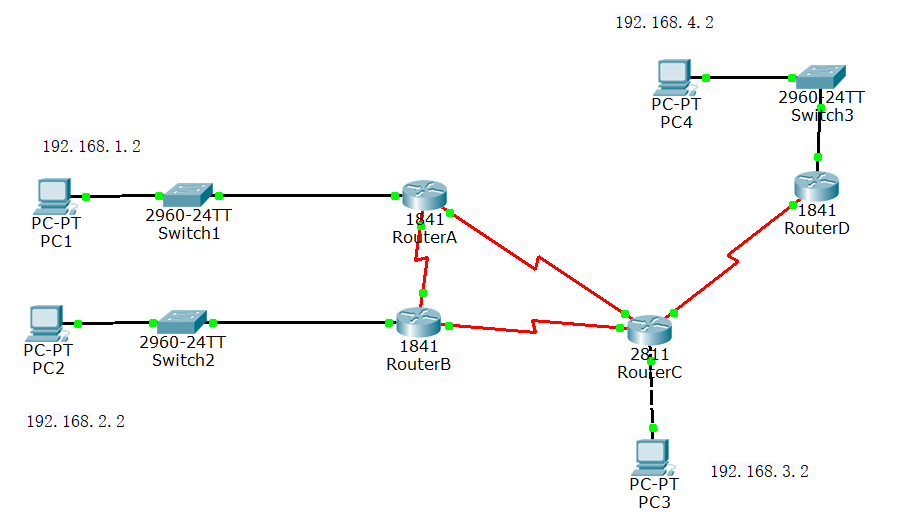 192.168.4.2
PC-PT
PC4
2960-24TT
Switch3
192.168.1.2
PC-PT
PC1
2960-24TT
Switch1
1841
RouterA
1841
RouterD
PC-PT
PC2
2960-24TT
Switch2
1841
RouterB
2811
RouterC
192.168.2.2
PC-PT
PC3
192.168.3.2